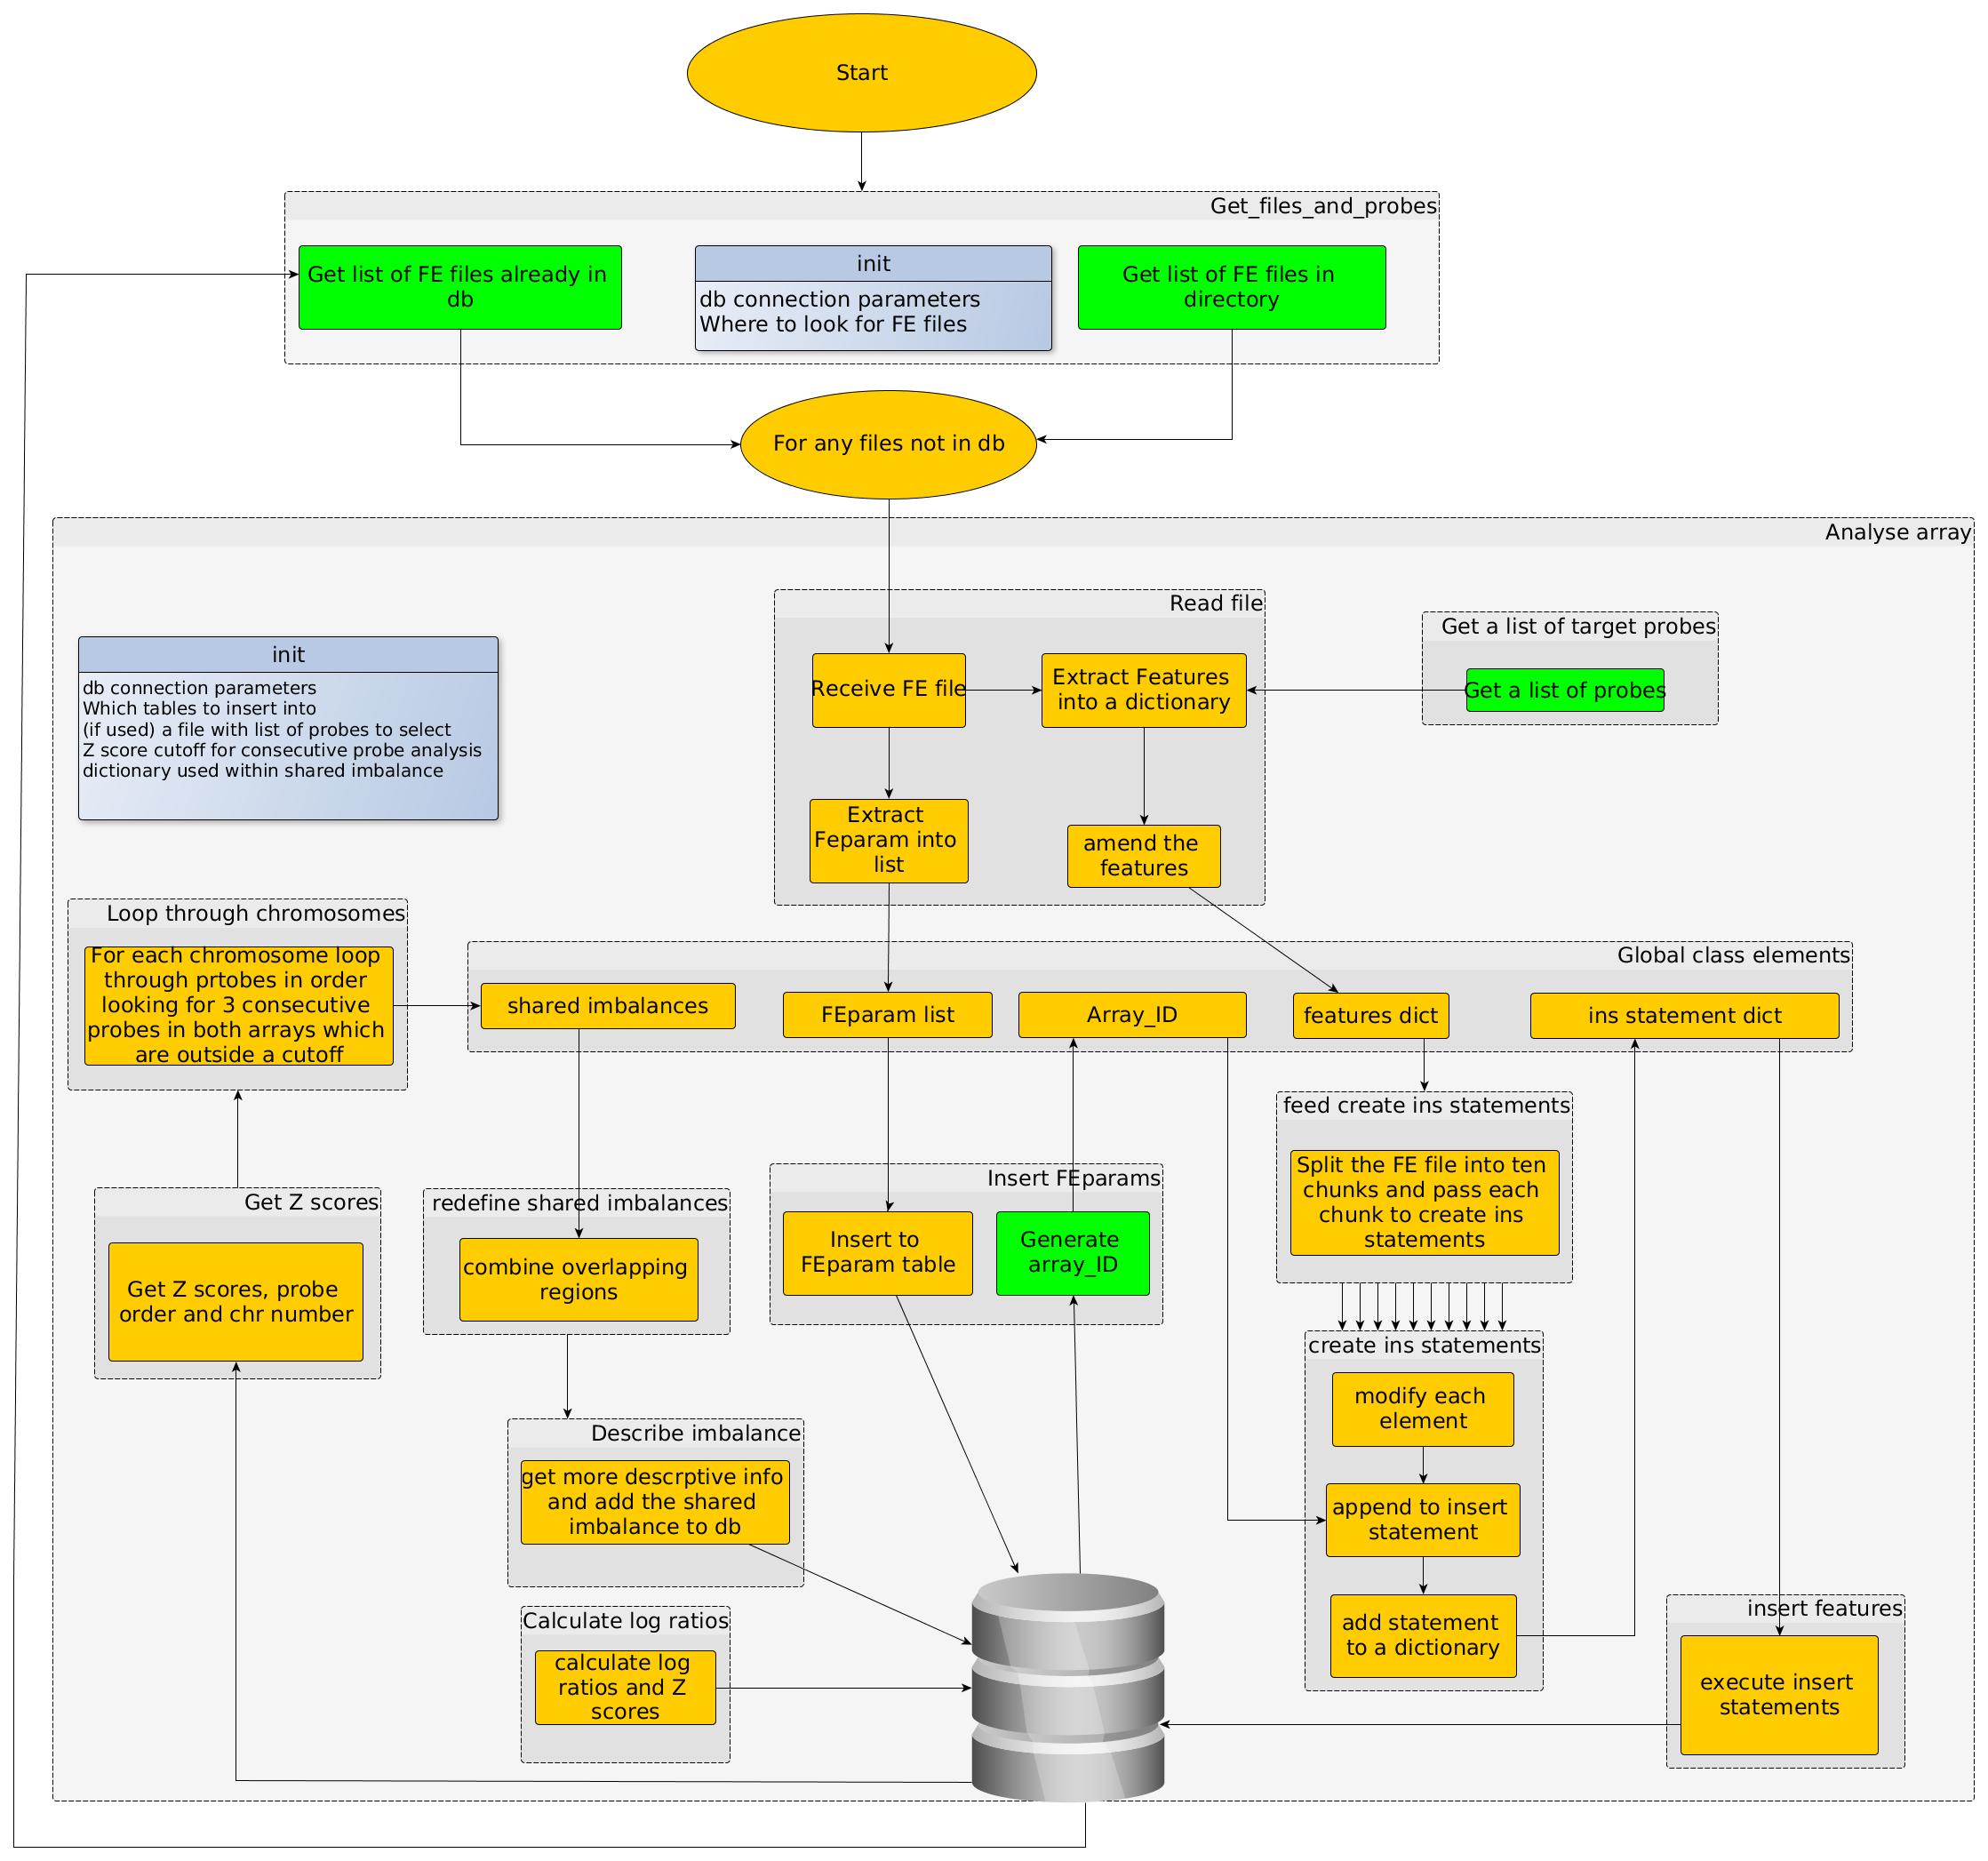 Start
Get_files_and_probes
Get list of FE files already in
db
init
db connection parameters
Where to look for FE files
Get list of FE files in
directory
For any files not in db
Analyse array
Read file
Receive FE file
Extract Features
into a dictionary
Extract
Feparam into
list
amend the
features
Get a list of target probes
Get a list of probes
init
db connection parameters
Which tables to insert into
(if used) a file with list of probes to select
Z score cutoff for consecutive probe analysis
dictionary used within shared imbalance
Loop through chromosomes
For each chromosome loop
through prtobes in order
looking for 3 consecutive
probes in both arrays which
are outside a cutoff
Global class elements
shared imbalances
FEparam list
Array_ID
features dict
ins statement dict
feed create ins statements
Split the FE file into ten
chunks and pass each
chunk to create ins
statements
Get Z scores
Get Z scores, probe
order and chr number
redefine shared imbalances
combine overlapping
regions
Insert FEparams
Insert to
FEparam table
Generate
array_ID
create ins statements
modify each
element
append to insert
statement
add statement
to a dictionary
Describe imbalance
get more descrptive info
and add the shared
imbalance to db
Calculate log ratios
calculate log
ratios and Z
scores
insert features
execute insert
statements